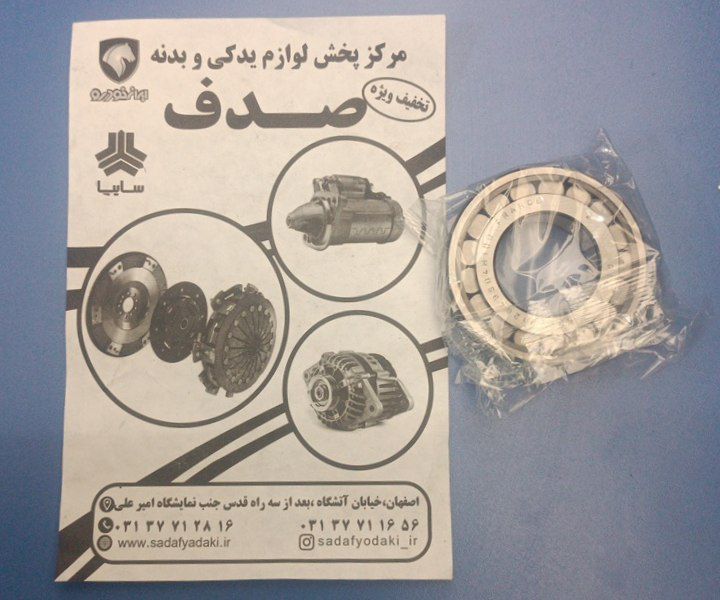 مرکز پخش لوازم یدکی و بدنه
ایران‌خودرو
تخفیف ویژه
صدف
سایپا
اصفهان،خیابان آتشگاه ،بعد از سه راه قدس جنب نمایشگاه امیر علی
۰۳۱ ۳۷ ۷۱ ۱۶ ۵۶
۰۳۱ ۳۷ ۷۱ ۲۸ ۱۶
sadafyodaki_ir
www.sadafyadaki.ir